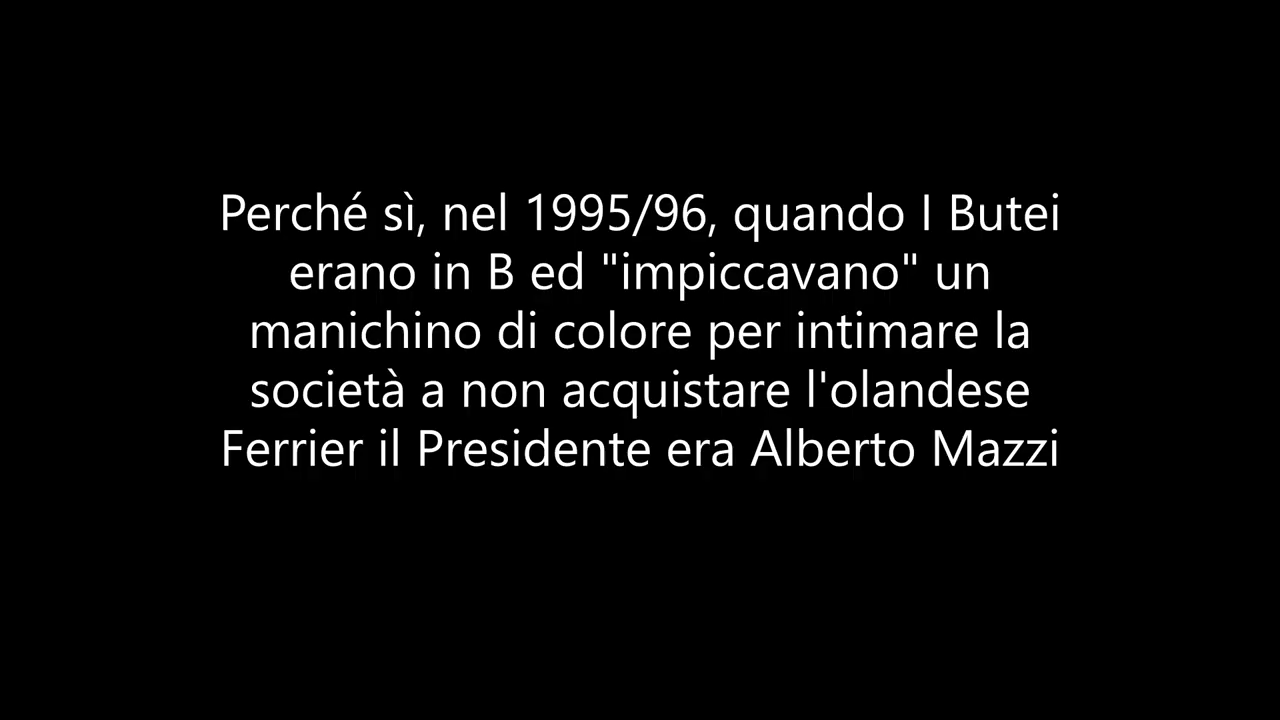 Perché sì, nel 1995/96, quando I Butei
erano in B ed "impiccavano" un
manichino di colore per intimare la
società a non acquistare l'olandese
Ferrier il Presidente era Alberto Mazzi